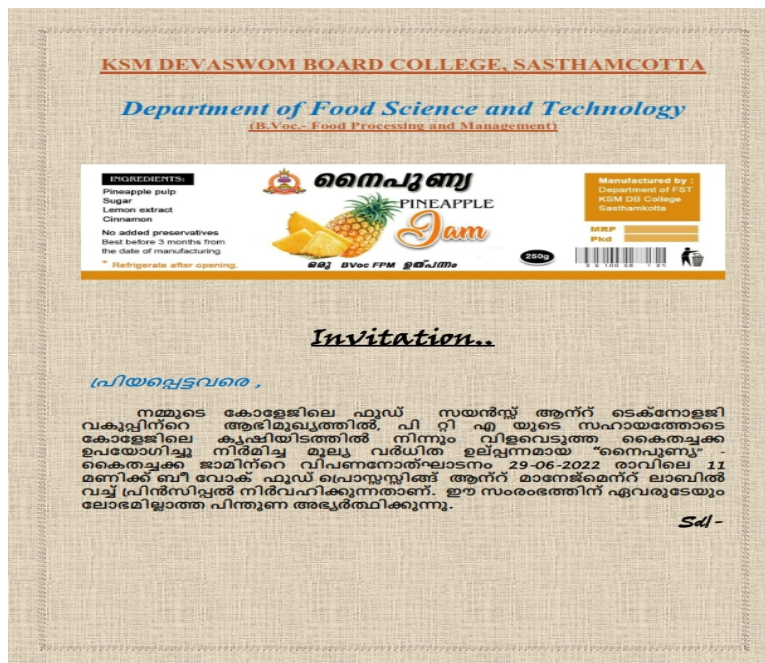 KSM DEVASWOM BOARD COLLEGE, SASTHAMCOTTA
Department of Food Science and Technology
(B.Voc.- Food Processing and Management)
INGREDIENTS:
Pineapple pulp
Sugar
Lemon extract
Cinnamon
No added preservatives
Best before 3 months from
the date of manufacturing
* Refrigerate after opening.
നൈപുണ്യ
PINEAPPLE
Jam
ഒരു BVoc FPM ഉത്പന്നം
250g
Manufactured by :
Department of FST
KSM DB College
Sasthamkotta
MRP
Pkd
Invitation..
പ്രിയപ്പെട്ടവരെ ,
നമ്മുടെ കോളേജിലെ ഫുഡ് സയൻസ്സ് ആന്റ് ടെക്നോളജി
വകുപ്പിന്റെ ആഭിമുഖ്യത്തിൽ, പി റ്റി എ യുടെ സഹായത്തോടെ
കോളേജിലെ കൃഷിയിടത്തിൽ നിന്നും വിളവെടുത്ത കൈതച്ചക്ക
ഉപയോഗിച്ചു നിർമിച്ച മൂല്യ വർധിത ഉല്പ്പന്നമായ “നൈപുണ്യ” -
കൈതച്ചക്ക ജാമിന്റെ വിപണനോത്ഘാടനം 29-06-2022 രാവിലെ 11
മണിക്ക് ബീ വോക് ഫുഡ് പ്രൊസ്സസ്സിങ്ങ് ആന്റ് മാനേജ്മെന്റ് ലാബിൽ
വച്ച് പ്രിൻസിപ്പൽ നിർവഹിക്കുന്നതാണ്. ഈ സംരംഭത്തിന് ഏവരുടേയും
ലോഭമില്ലാത്ത പിന്തുണ അഭ്യർത്ഥിക്കുന്നു.
Sd/-